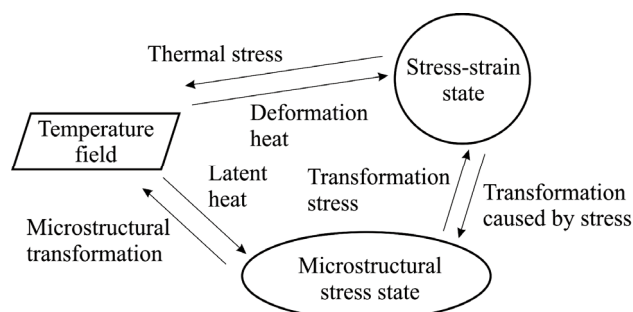 Thermal stress
Stress-strain
state
Deformation
heat
Temperature
field
Latent
heat
Transformation
stress
Transformation
caused by stress
Microstructural
transformation
Microstructural
stress state